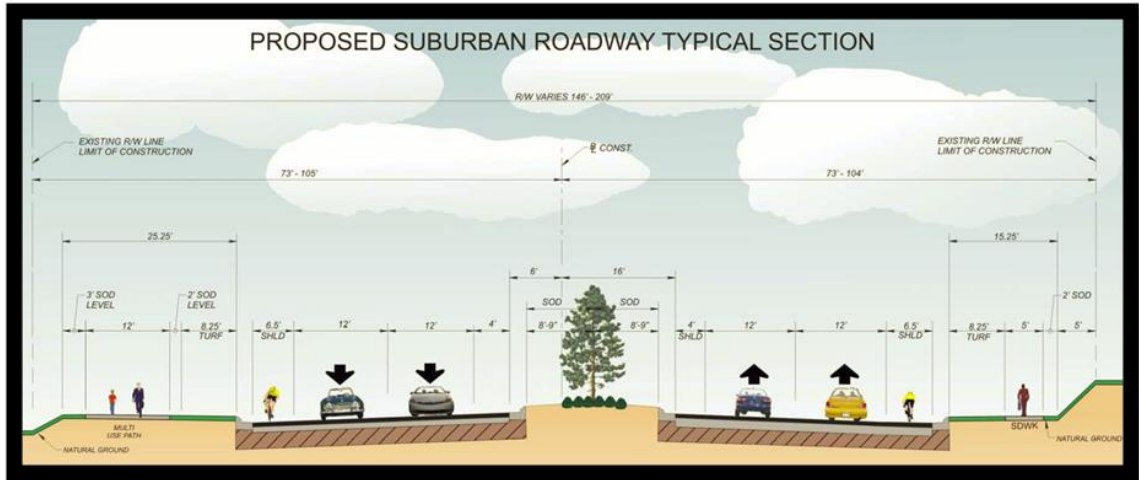 PROPOSED SUBURBAN ROADWAY TYPICAL SECTION
R/W VARIES 146' - 209'
EXISTING R/W LINE
LIMIT OF CONSTRUCTION
℄ CONST.
EXISTING R/W LINE
LIMIT OF CONSTRUCTION
73' - 105'
73' - 104'
25.25'
15.25'
6'
16'
3' SOD
LEVEL
2' SOD
LEVEL
SOD
SOD
2' SOD
12'
8.25'
TURF
6.5'
SHLD
12'
12'
4'
8'-9"
8'-9"
4'
SHLD
12'
12'
6.5'
SHLD
8.25'
TURF
5'
5'
MULTI
USE PATH
SDWK
NATURAL GROUND
NATURAL GROUND